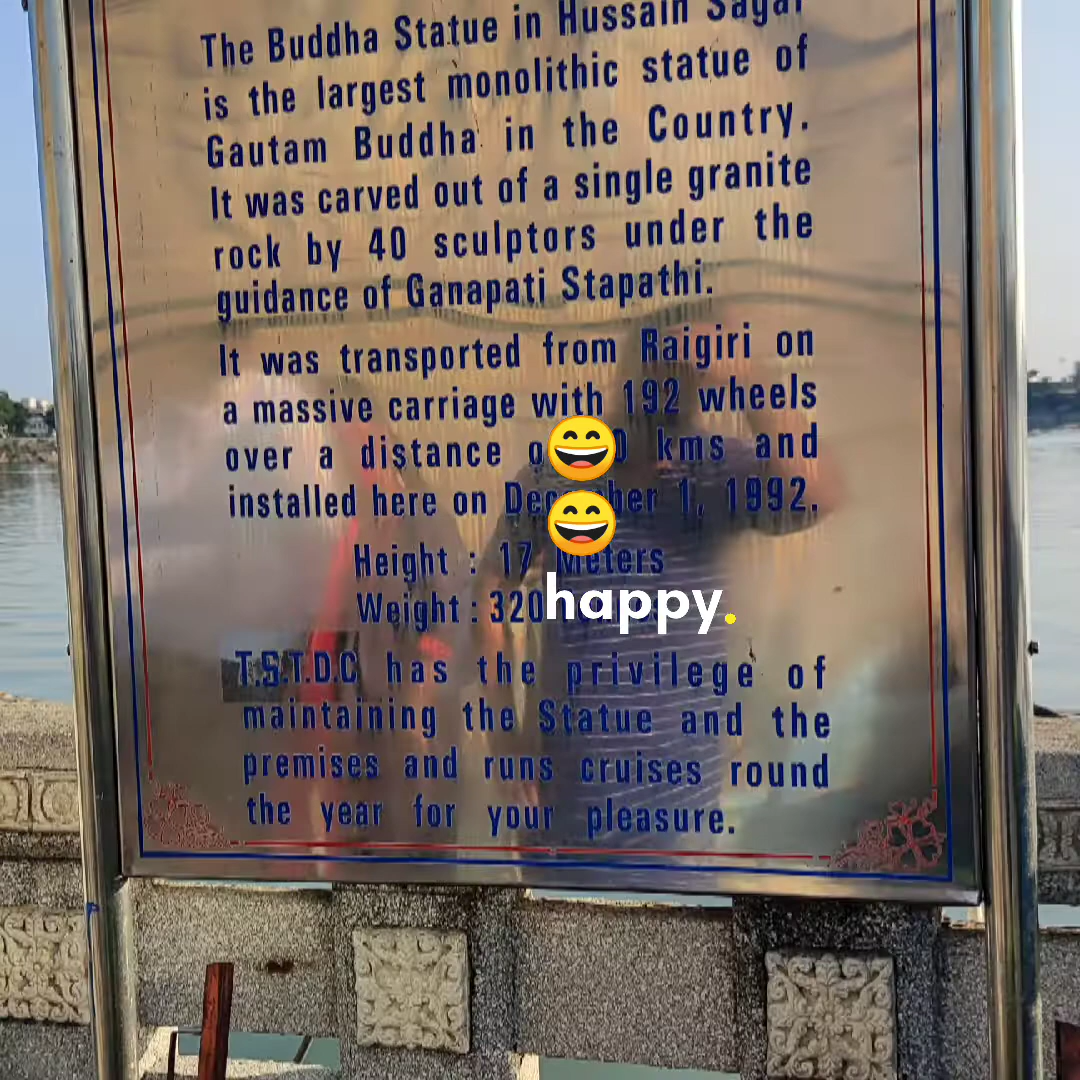 The Buddha Statue in Hussain Sagar
is the largest monolithic statue of
Gautam Buddha in the Country.
It was carved out of a single granite
rock by 40 sculptors under the
guidance of Ganapati Stapathi.
It was transported from Raigiri on
a massive carriage with 192 wheels
over a distance kms and
installed here on December 1, 1992.
Height : 17 Meters
Weight : 320
happy.
T.S.T.D.C has the privilege of
maintaining the Statue and the
premises and runs cruises round
the year for your pleasure.